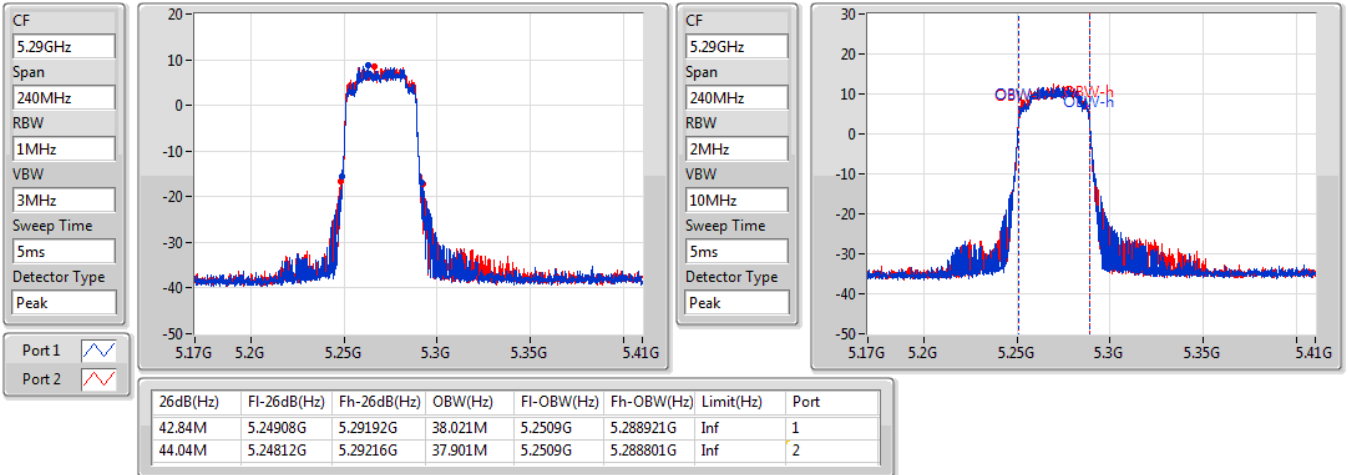 CF
5.29GHz
Span
240MHz
RBW
1MHz
VBW
3MHz
Sweep Time
5ms
Detector Type
Peak
Port 1
Port 2
20
10
0
-10
-20
-30
-40
-50
5.17G 5.2G 5.25G 5.3G 5.35G 5.41G
CF
5.29GHz
Span
240MHz
RBW
2MHz
VBW
10MHz
Sweep Time
5ms
Detector Type
Peak
30
20
10
0
-10
-20
-30
-40
-50
OBW-h
5.17G 5.2G 5.25G 5.3G 5.35G 5.41G
26dB(Hz) Fl-26dB(Hz) Fh-26dB(Hz) OBW(Hz) Fl-OBW(Hz) Fh-OBW(Hz) Limit(Hz) Port
42.84M 5.24908G 5.29192G 38.021M 5.2509G 5.288921G Inf 1
44.04M 5.24812G 5.29216G 37.901M 5.2509G 5.288801G Inf 2